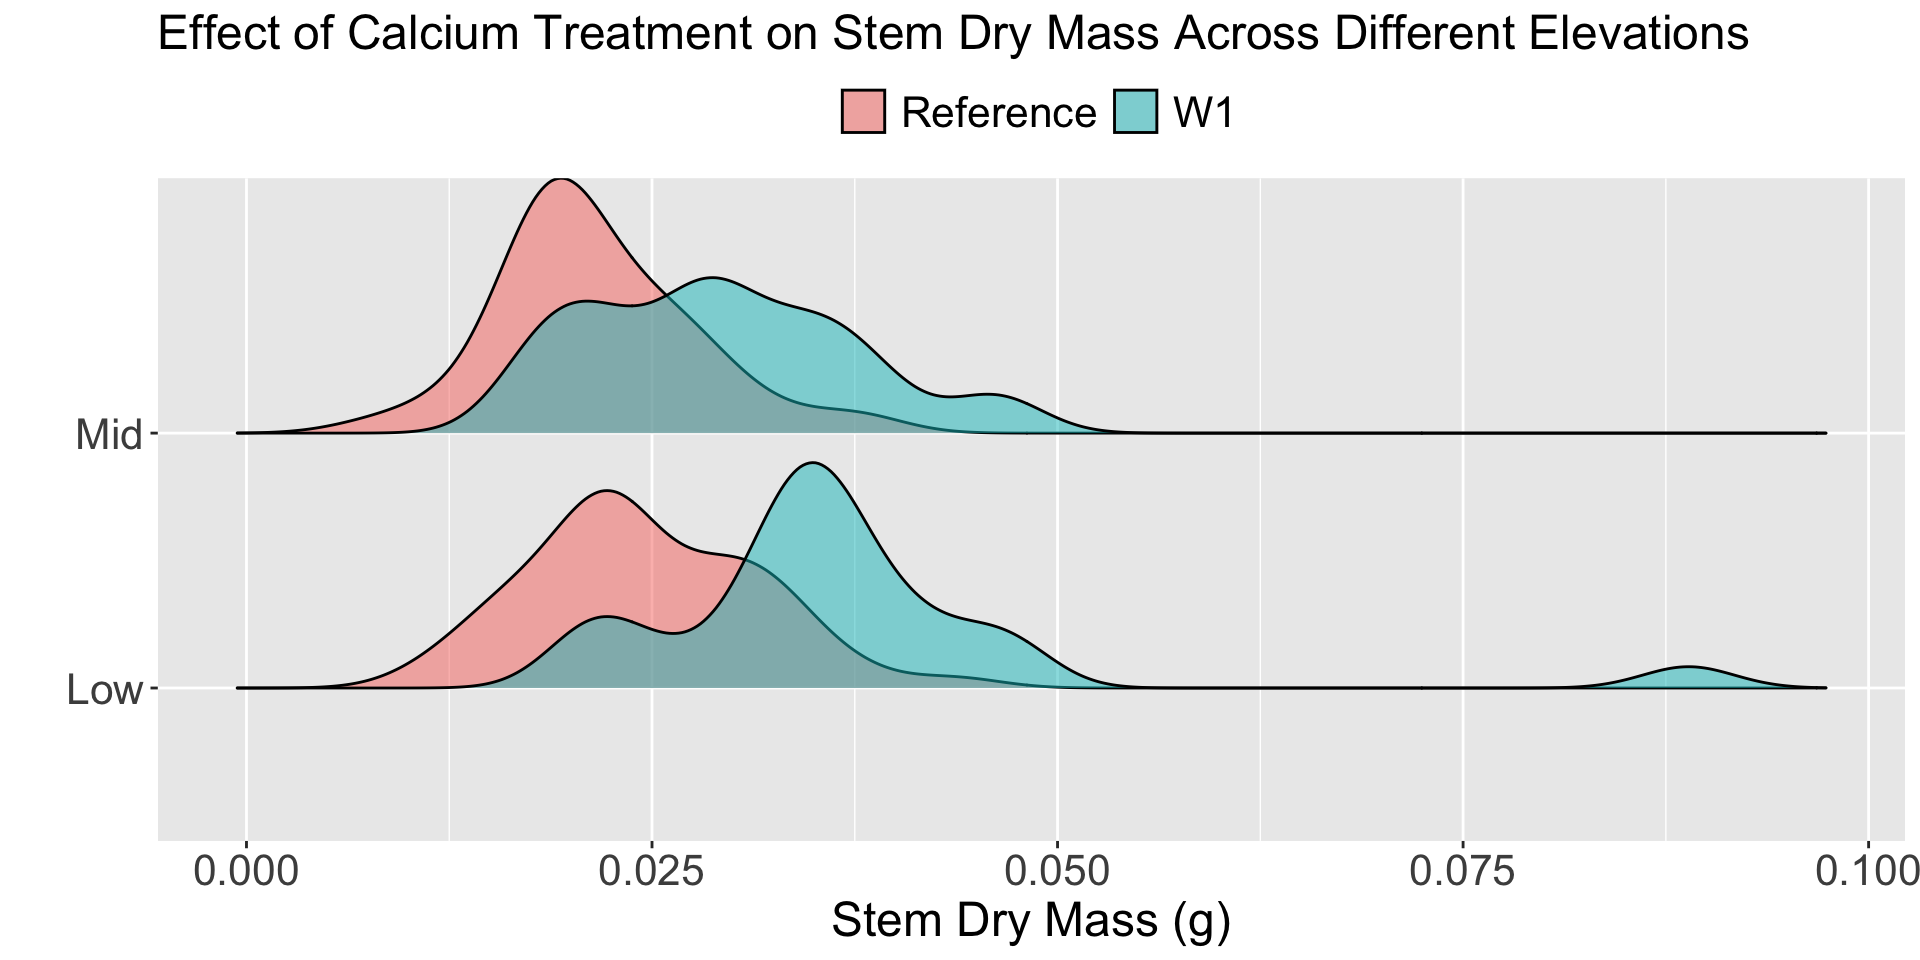 Effect of Calcium Treatment on Stem Dry Mass Across Different Elevations
Reference W1
Mid
Low
0.000 0.025 0.050 0.075 0.100
Stem Dry Mass (g)